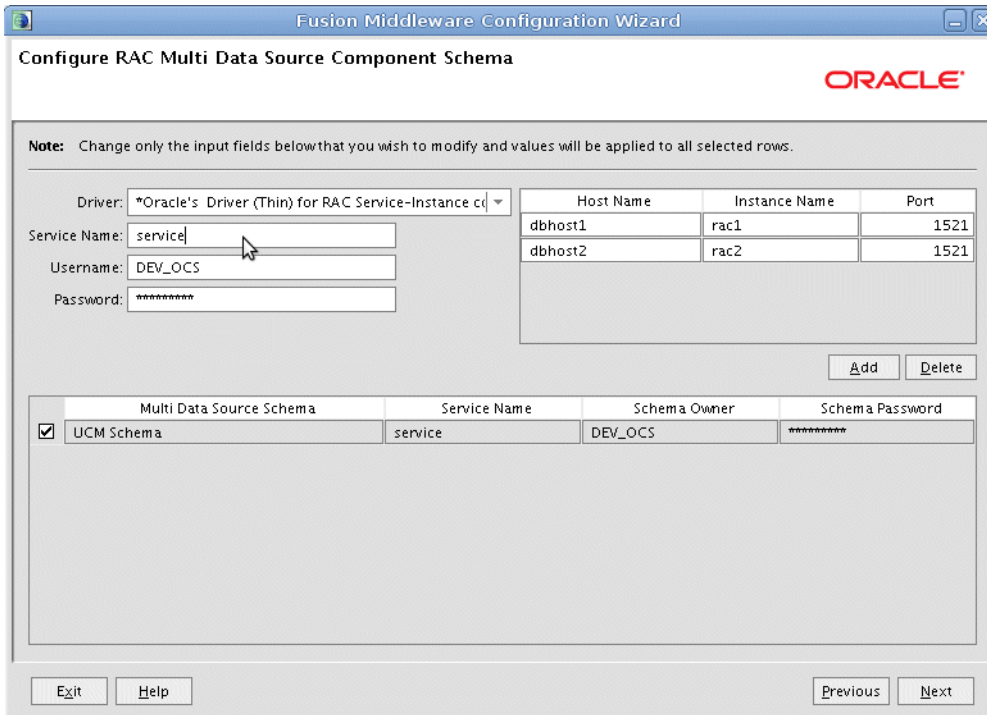 Fusion Middleware Configuration Wizard
Configure RAC Multi Data Source Component Schema
ORACLE
Note: Change only the input fields below that you wish to modify and values will be applied to all selected rows.
Driver: *Oracle's Driver (Thin) for RAC Service-Instance co
Service Name: service
Username: DEV_OCS
Password: *********
Host Name Instance Name Port
dbhost1 rac1 1521
dbhost2 rac2 1521
Add Delete
Multi Data Source Schema Service Name Schema Owner Schema Password
UCM Schema service DEV_OCS *********
Exit Help Previous Next